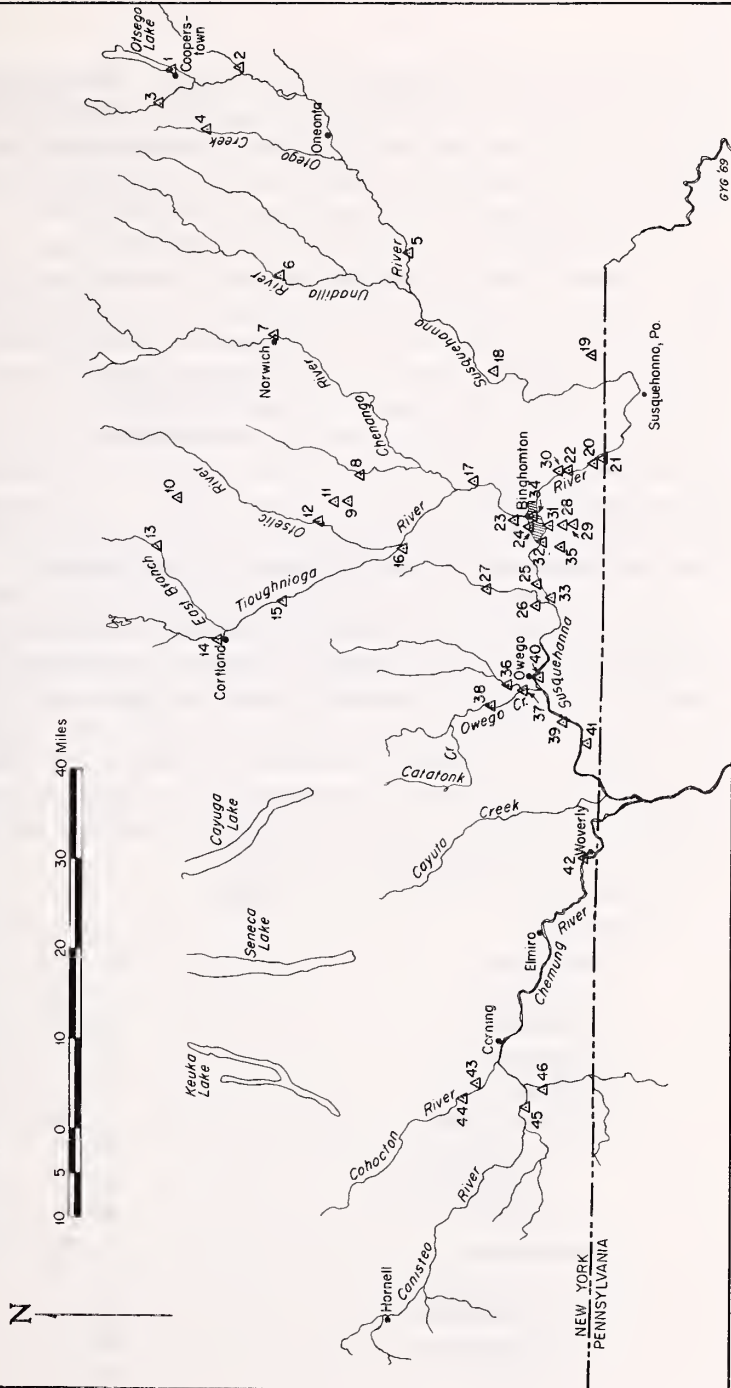 N
10 5 0 10 20 30 40 Miles
Keuka
Lake
Seneca
Lake
Cayuga
Lake
Otsego
Lake
Coopers-
town
1
2
3
4
Otego
Creek
Oneonta
5
6
Unadilla
River
Susquehanna
River
7
Norwich
Chenango
River
8
9
10
11
12
Otselic
River
13
East Branch
14
Cortland
Tioughnioga
River
15
16
17
18
19
Susquehonno, Pa.
20
21
22
River
30
23
Binghamton
24
34
31
28
29
35
32
25
26
27
33
Susquehanna
36
Owego
40
37
38
Owego
Cr.
39
41
Catatonk
Cr.
Cayuta
Creek
Woverly
42
Elmiro
Chemung
River
Corning
43
44
Cohocton
River
45
46
Canisteo
River
Hornell
NEW YORK
PENNSYLVANIA
GYG '69